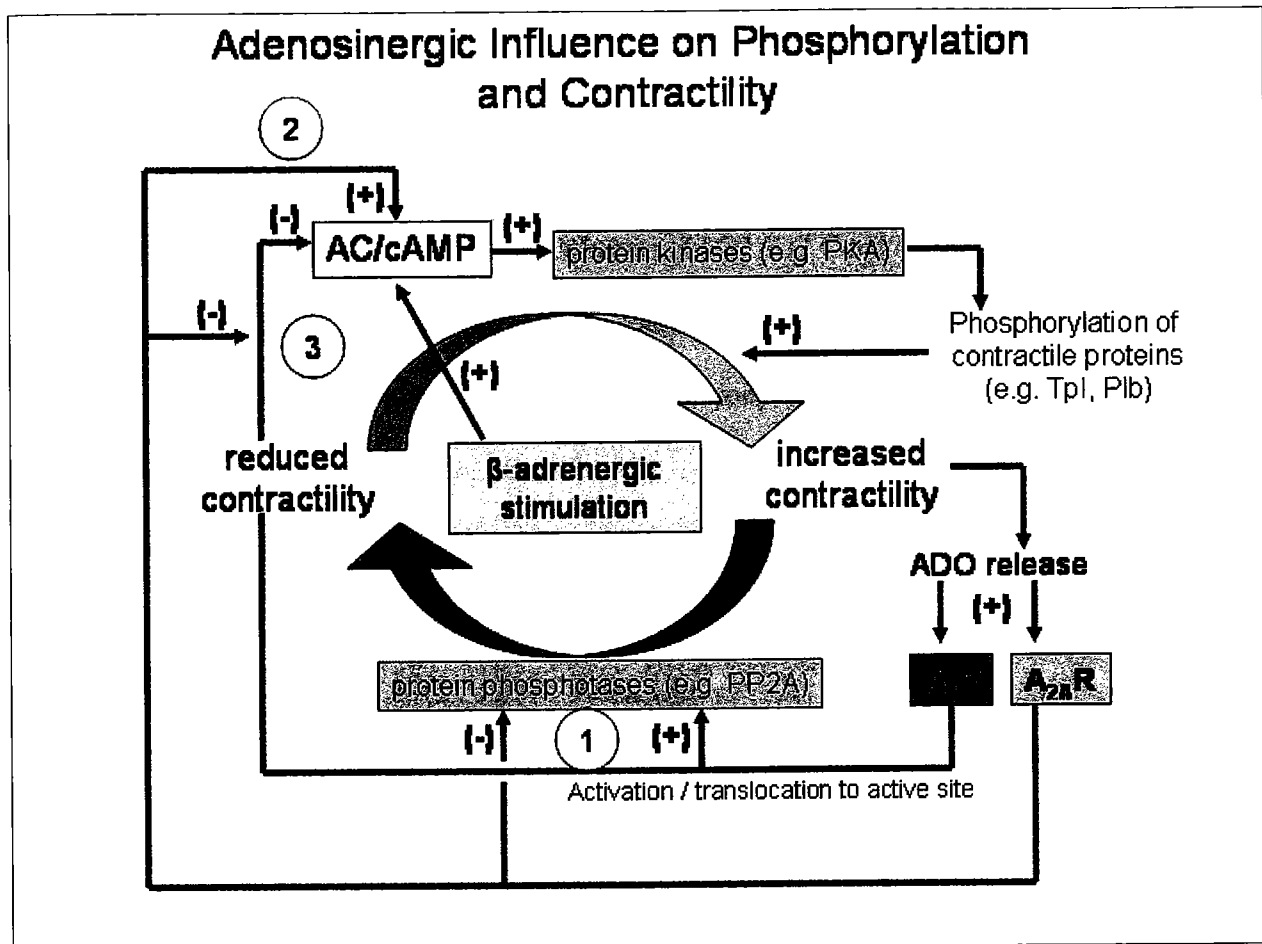 Adenosinergic Influence on Phosphorylation
and Contractility
2
(+)
(-)
AC/cAMP
(+)
protein kinases (e.g. PKA)
(-)
3
(+)
(+)
Phosphorylation of
contractile proteins
(e.g. TpI, Plb)
reduced
contractility
β-adrenergic
stimulation
increased
contractility
ADO release
(+)
protein phosphotases (e.g. PP2A)
A2AR
(-)
1
(+)
Activation / translocation to active site